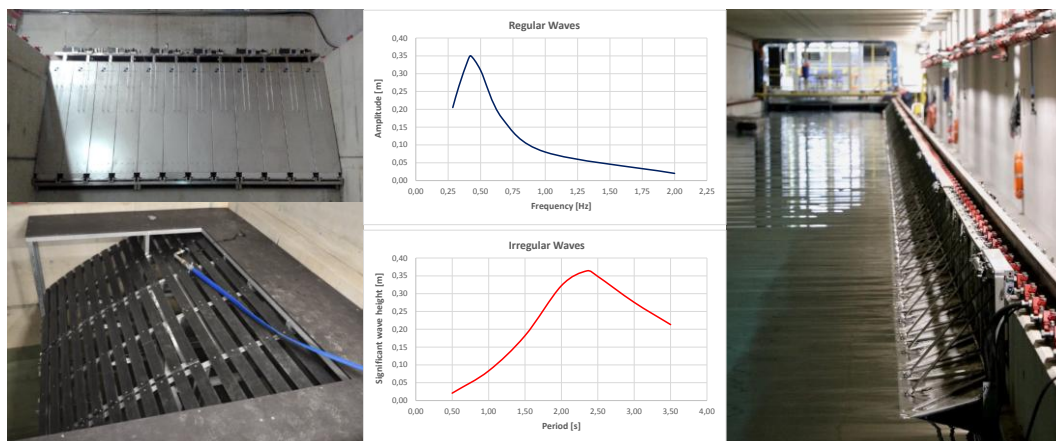 Regular Waves
0,40
0,35
0,30
0,25
0,20
0,15
0,10
0,05
0,00
Amplitude [m]
0,00 0,25 0,50 0,75 1,00 1,25 1,50 1,75 2,00 2,25
Frequency [Hz]
Irregular Waves
0,40
0,35
0,30
0,25
0,20
0,15
0,10
0,05
0,00
Significant wave height [m]
0,00 0,50 1,00 1,50 2,00 2,50 3,00 3,50 4,00
Period [s]